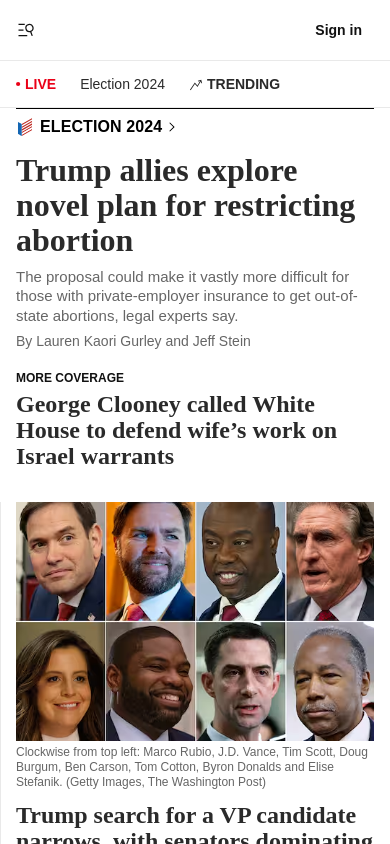 Sign in
LIVE
Election 2024
TRENDING
ELECTION 2024
Trump allies explore
novel plan for restricting
abortion
The proposal could make it vastly more difficult for
those with private-employer insurance to get out-of-
state abortions, legal experts say.
By Lauren Kaori Gurley and Jeff Stein
MORE COVERAGE
George Clooney called White
House to defend wife’s work on
Israel warrants
Clockwise from top left: Marco Rubio, J.D. Vance, Tim Scott, Doug
Burgum, Ben Carson, Tom Cotton, Byron Donalds and Elise
Stefanik. (Getty Images, The Washington Post)
Trump search for a VP candidate
narrows, with senators dominating